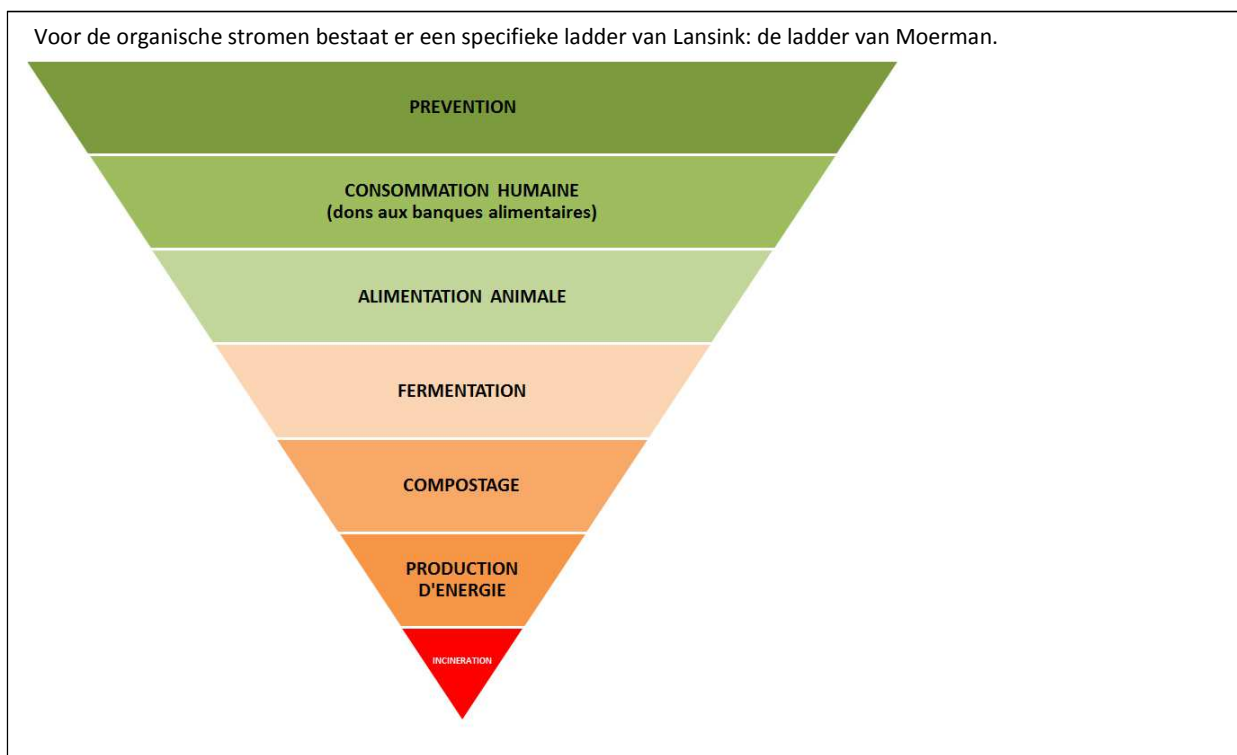 Voor de organische stromen bestaat er een specifieke ladder van Lansink: de ladder van Moerman.
PREVENTION
CONSOMMATION HUMAINE
(dons aux banques alimentaires)
ALIMENTATION ANIMALE
FERMENTATION
COMPOSTAGE
PRODUCTION
D'ENERGIE
INCINERATION